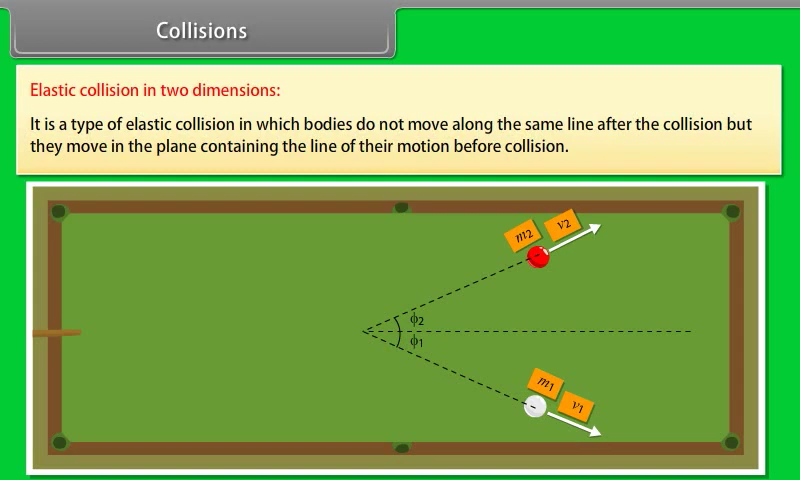 Collisions
Elastic collision in two dimensions:
It is a type of elastic collision in which bodies do not move along the same line after the collision but
they move in the plane containing the line of their motion before collision.
m₂ v₂
ϕ₂
ϕ₁
m₁ v₁